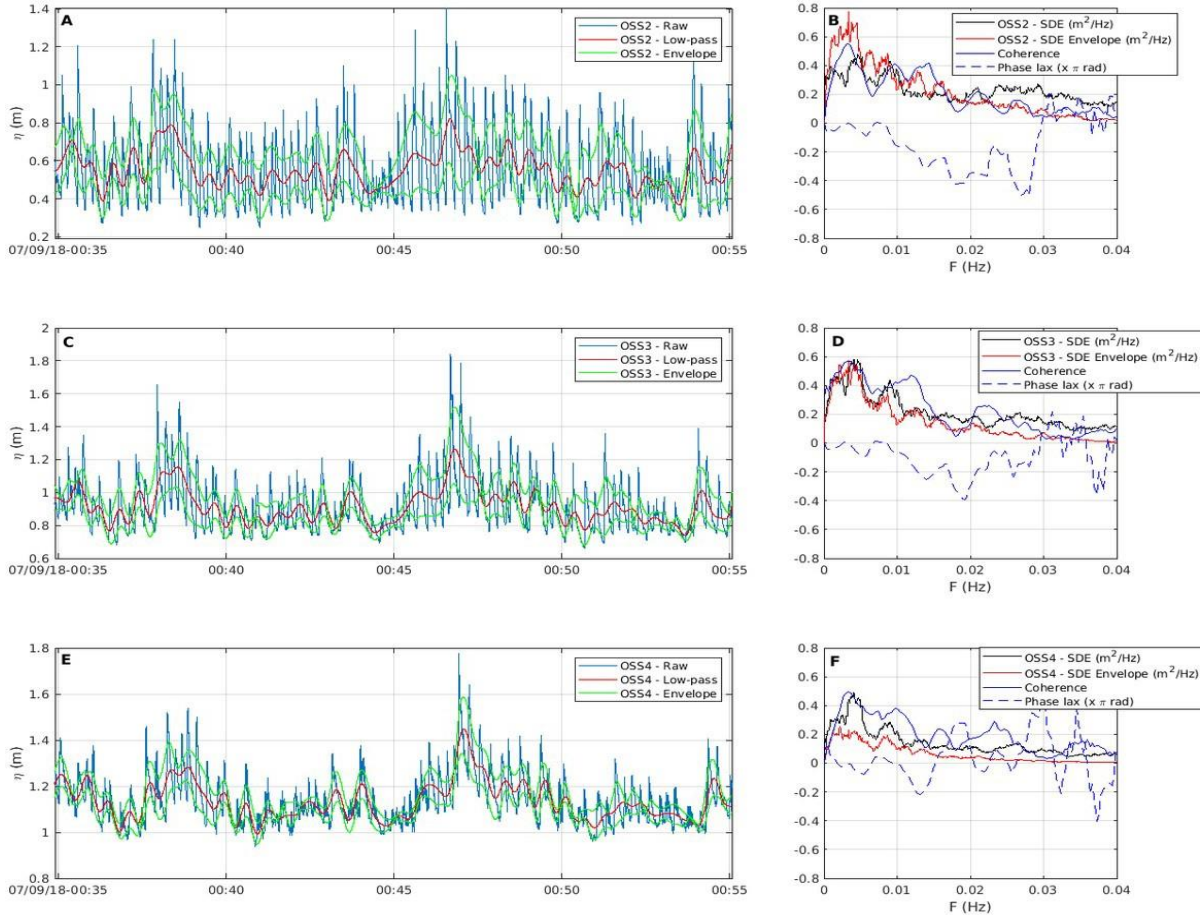 A
OSS2 - Raw
OSS2 - Low-pass
OSS2 - Envelope
η (m)
1.4
1.2
1
0.8
0.6
0.4
0.2
07/09/18-00:35
00:40
00:45
00:50
00:55
B
OSS2 - SDE (m²/Hz)
OSS2 - SDE Envelope (m²/Hz)
Coherence
Phase lax (x π rad)
0.8
0.6
0.4
0.2
0
-0.2
-0.4
-0.6
-0.8
0
0.01
0.02
0.03
0.04
F (Hz)
C
OSS3 - Raw
OSS3 - Low-pass
OSS3 - Envelope
η (m)
2
1.8
1.6
1.4
1.2
1
0.8
0.6
07/09/18-00:35
00:40
00:45
00:50
00:55
D
OSS3 - SDE (m²/Hz)
OSS3 - SDE Envelope (m²/Hz)
Coherence
Phase lax (x π rad)
0.8
0.6
0.4
0.2
0
-0.2
-0.4
-0.6
-0.8
0
0.01
0.02
0.03
0.04
F (Hz)
E
OSS4 - Raw
OSS4 - Low-pass
OSS4 - Envelope
η (m)
1.8
1.6
1.4
1.2
1
0.8
07/09/18-00:35
00:40
00:45
00:50
00:55
F
OSS4 - SDE (m²/Hz)
OSS4 - SDE Envelope (m²/Hz)
Coherence
Phase lax (x π rad)
0.8
0.6
0.4
0.2
0
-0.2
-0.4
-0.6
-0.8
0
0.01
0.02
0.03
0.04
F (Hz)